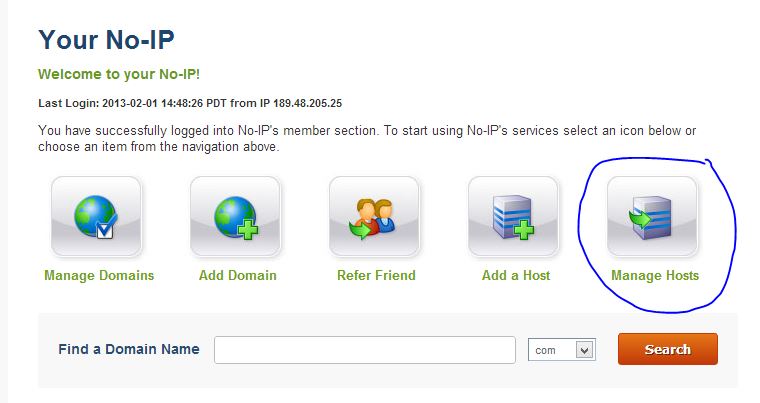 Your No-IP
Welcome to your No-IP!
Last Login: 2013-02-01 14:48:26 PDT from IP 189.48.205.25
You have successfully logged into No-IP's member section. To start using No-IP's services select an icon below or
choose an item from the navigation above.
Manage Domains
Add Domain
Refer Friend
Add a Host
Manage Hosts
Find a Domain Name
com
Search